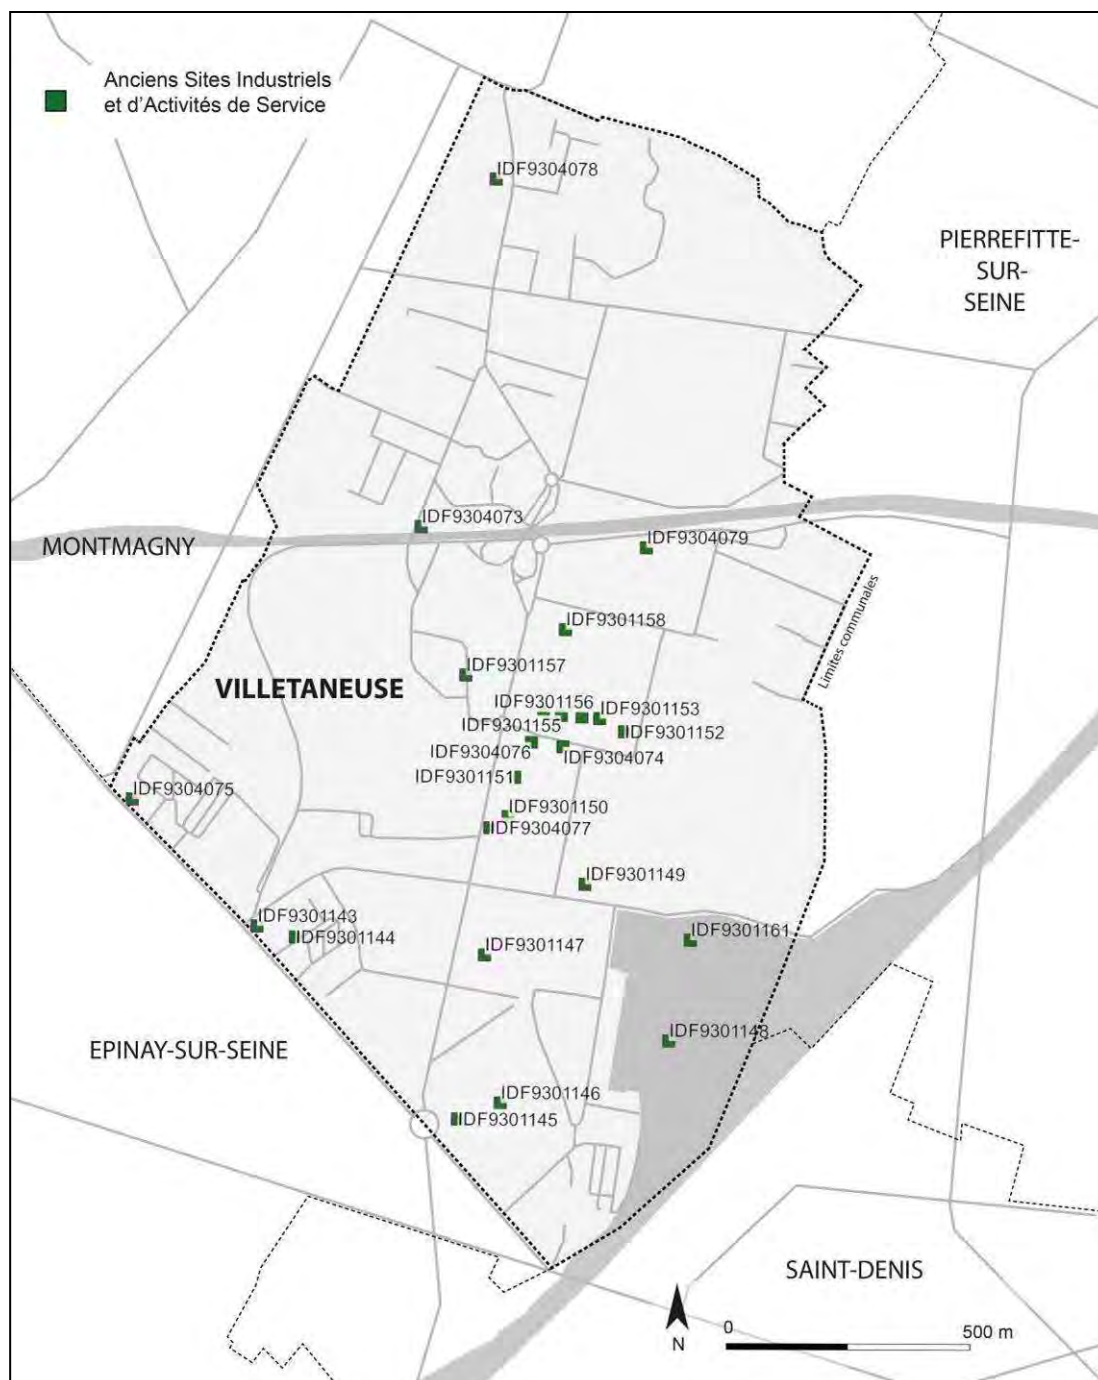 Anciens Sites Industriels
et d'Activités de Service
IDF9304078
PIERREFITTE-
SUR-
SEINE
IDF9304073
MONTMAGNY
IDF9304079
Limites communales
IDF9301158
IDF9301157
VILLETANEUSE
IDF9301156
IDF9301153
IDF9301155
IDF9301152
IDF9304076
IDF9304074
IDF9301151
IDF9304075
IDF9301150
IDF9304077
IDF9301149
IDF9301143
IDF9301144
IDF9301161
IDF9301147
IDF9301148
EPINAY-SUR-SEINE
IDF9301146
IDF9301145
SAINT-DENIS
N
0
500 m